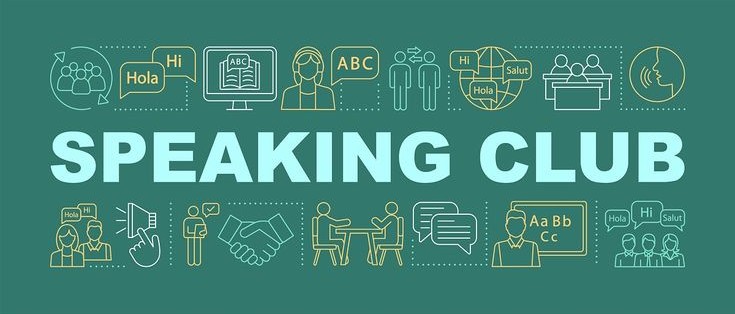 Hi
Hola
ABC
ABC
Hi
Salut
Hola
SPEAKING CLUB
Hola
Hi
Aa Bb
Cc
Hola
Hi
Salut